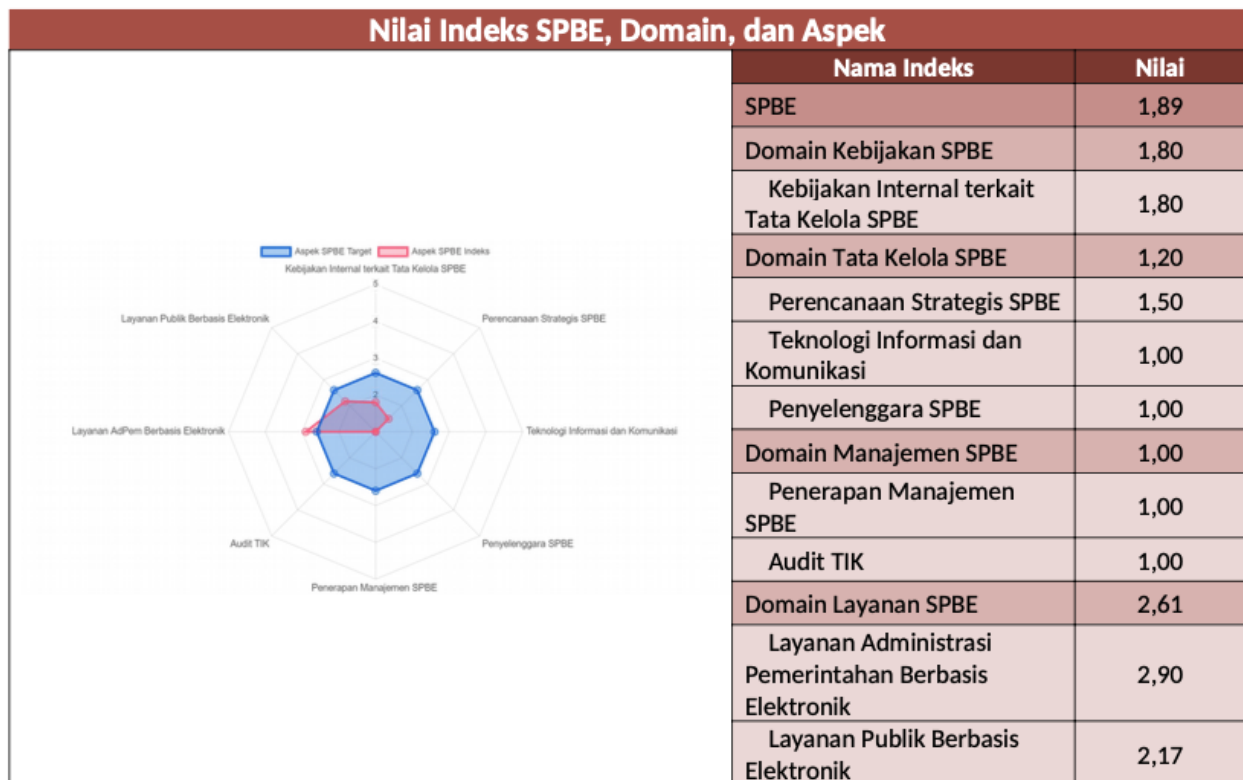 Nilai Indeks SPBE, Domain, dan Aspek
Aspek SPBE Target Aspek SPBE Indeks
Kebijakan Internal terkait Tata Kelola SPBE
5
4
3
2
Layanan Publik Berbasis Elektronik
Perencanaan Strategis SPBE
Layanan AdPem Berbasis Elektronik
Teknologi Informasi dan Komunikasi
Audit TIK
Penyelenggara SPBE
Penerapan Manajemen SPBE
Nama Indeks Nilai
SPBE 1,89
Domain Kebijakan SPBE 1,80
Kebijakan Internal terkait
Tata Kelola SPBE 1,80
Domain Tata Kelola SPBE 1,20
Perencanaan Strategis SPBE 1,50
Teknologi Informasi dan
Komunikasi 1,00
Penyelenggara SPBE 1,00
Domain Manajemen SPBE 1,00
Penerapan Manajemen
SPBE 1,00
Audit TIK 1,00
Domain Layanan SPBE 2,61
Layanan Administrasi
Pemerintahan Berbasis 2,90
Elektronik
Layanan Publik Berbasis
Elektronik 2,17